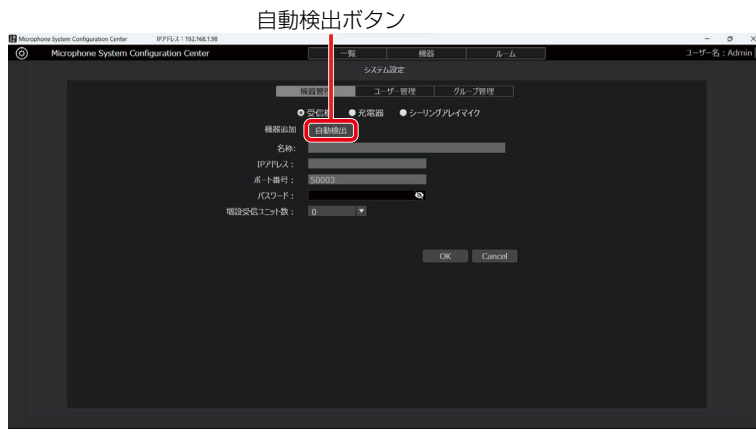 自動検出ボタン
Microphone System Configuration Center IPアドレス：192.168.1.98
Microphone System Configuration Center 一覧 機器 ルーム ユーザー名：Admin
システム設定
機器管理 ユーザー管理 グループ管理
受信機 充電器 シーリングアレイマイク
機器追加 自動検出
名称：
IPアドレス：
ポート番号： 50003
パスワード：
増設受信ユニット数： 0
OK Cancel